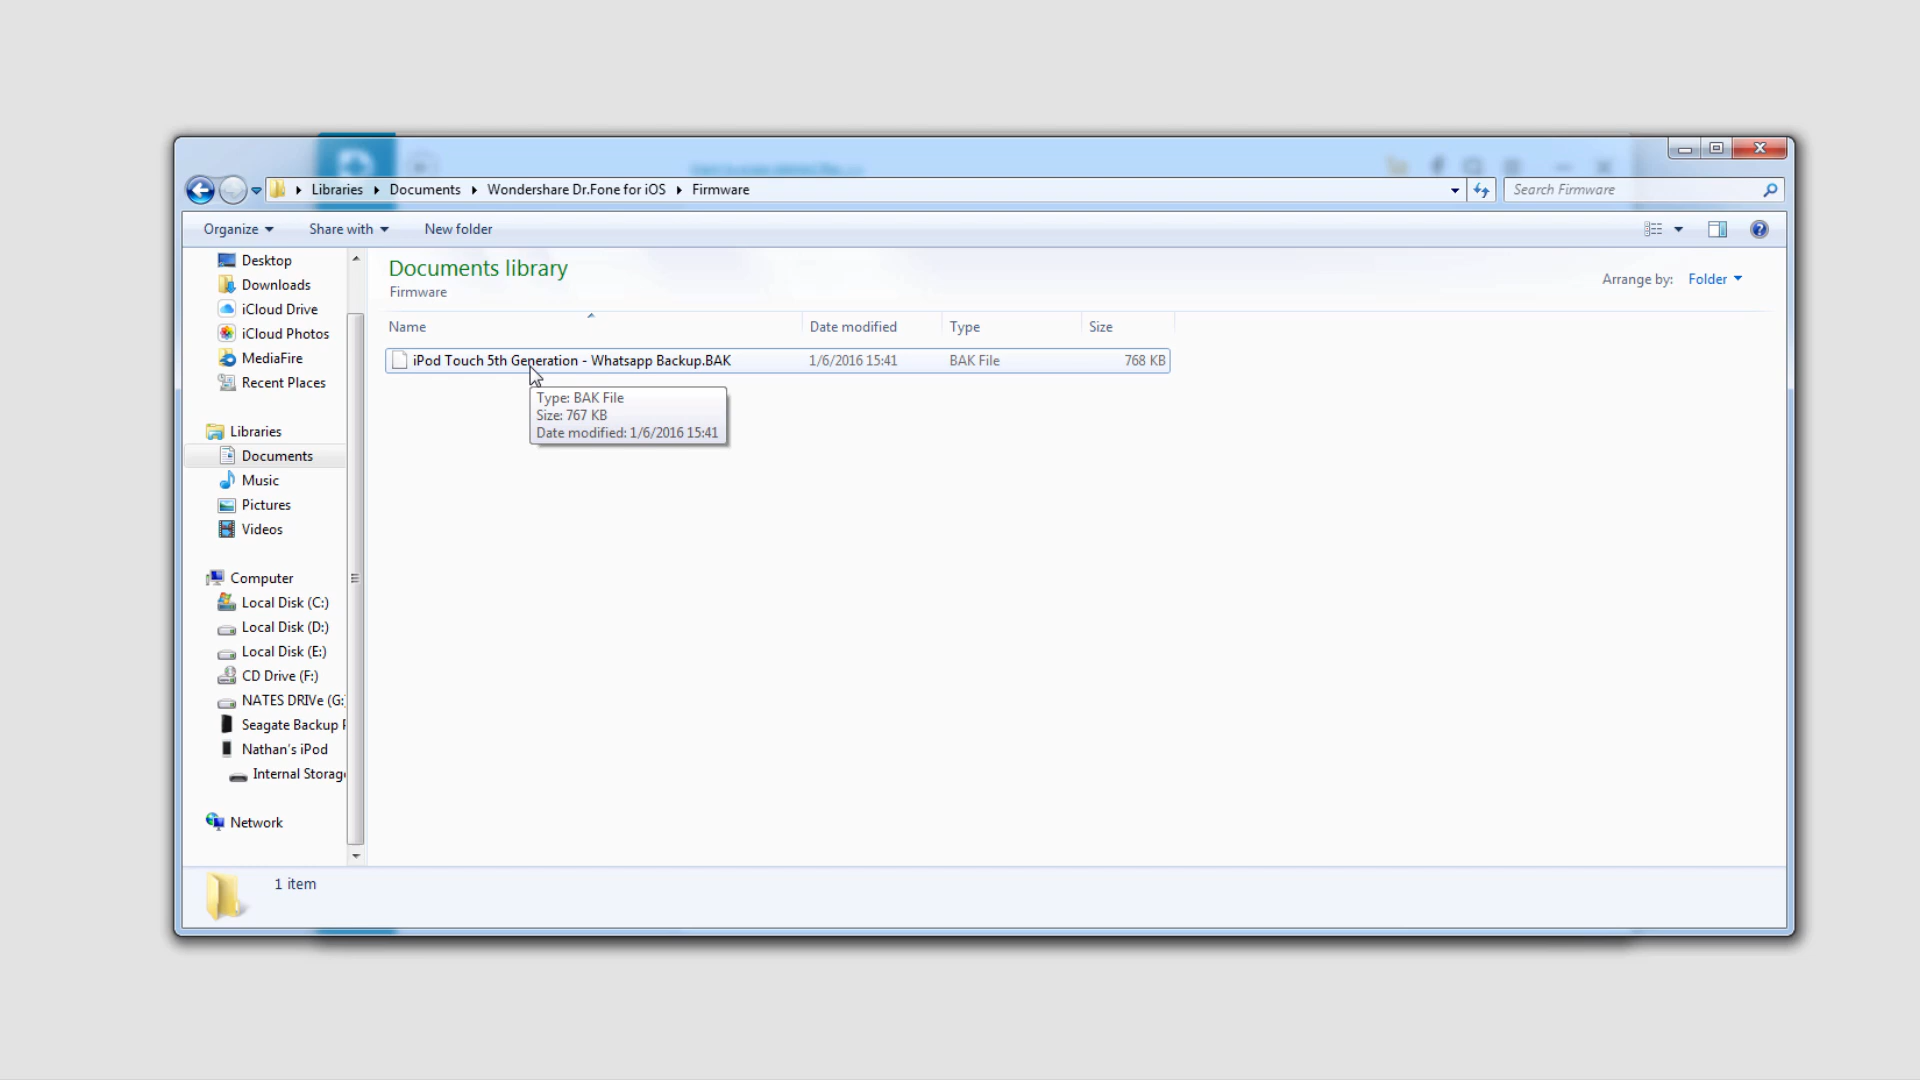 Libraries Documents Wondershare Dr.Fone for iOS Firmware
Search Firmware
Organize Share with New folder
Desktop
Downloads
iCloud Drive
iCloud Photos
MediaFire
Recent Places
Libraries
Documents
Music
Pictures
Videos
Computer
Local Disk (C:)
Local Disk (D:)
Local Disk (E:)
CD Drive (F:)
NATES DRIVe (G:
Seagate Backup
Nathan's iPod
Internal Storag
Network
Documents library
Firmware
Arrange by: Folder
Name Date modified Type Size
iPod Touch 5th Generation - Whatsapp Backup.BAK 1/6/2016 15:41 BAK File 768 KB
Type: BAK File
Size: 767 KB
Date modified: 1/6/2016 15:41
1 item